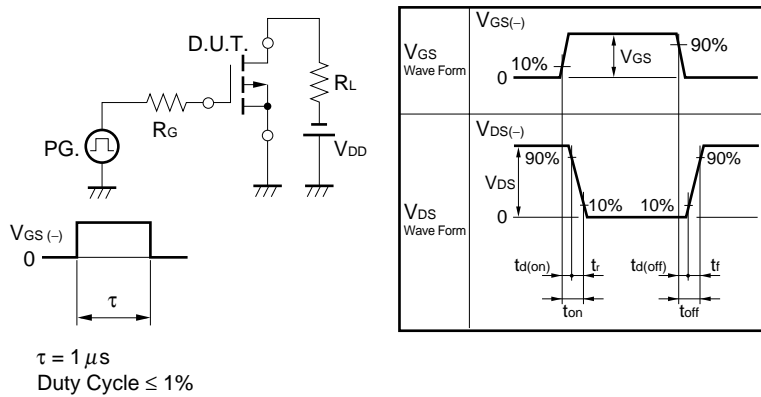 D.U.T.
RG
PG.
RL
VDD
VGS (−)
0
τ
τ = 1 μs
Duty Cycle ≤ 1%
VGS
Wave Form
VGS(−)
10%
0
VGS
90%
VDS
Wave Form
VDS(−)
90%
VDS
0
10%
10%
90%
td(on)
tr
td(off)
tf
ton
toff